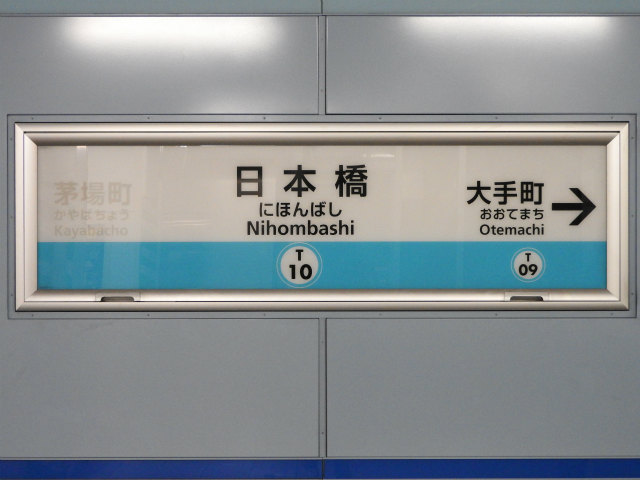 茅場町
かやばちょう
Kayabacho
日本橋
にほんばし
Nihombashi
T
10
大手町
おおてまち
Otemachi
T
09